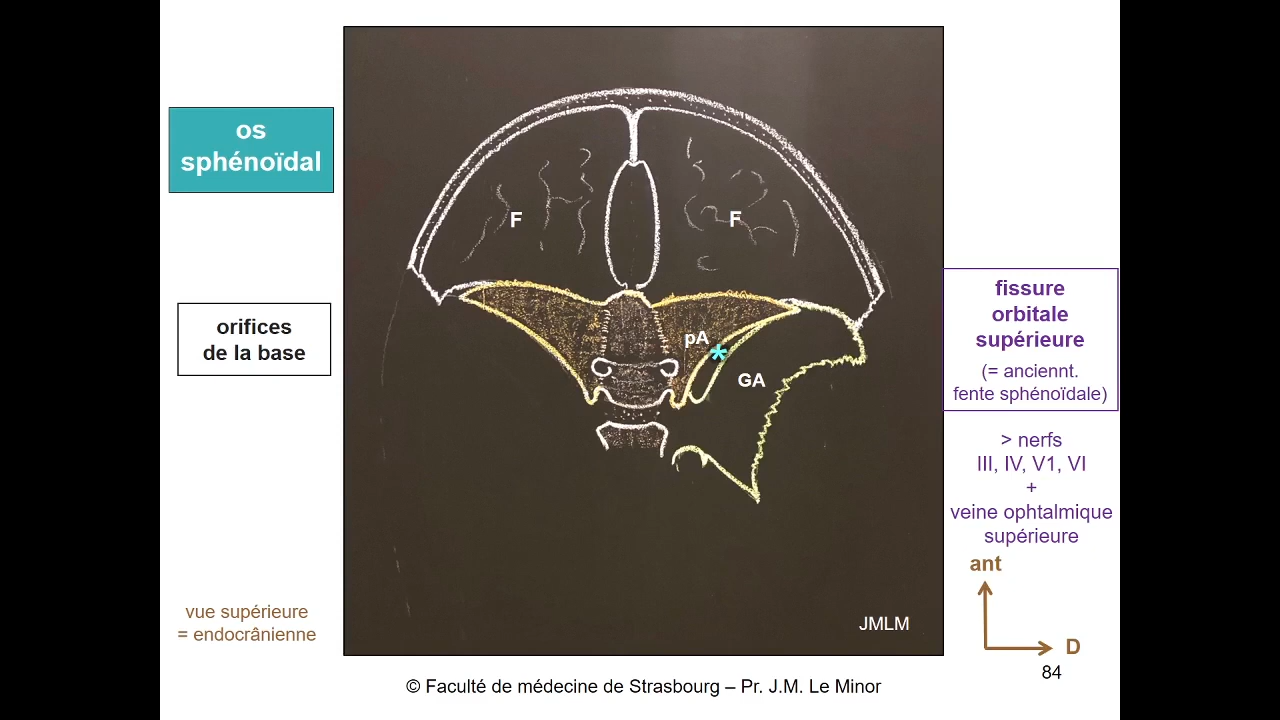 os
sphénoïdal
orifices
de la base
vue supérieure
= endocrânienne
F
F
pA
*
GA
JMLM
fissure
orbitale
supérieure
(= anciennt.
fente sphénoïdale)
> nerfs
III, IV, V1, VI
+
veine ophtalmique
supérieure
ant
D
84
© Faculté de médecine de Strasbourg – Pr. J.M. Le Minor